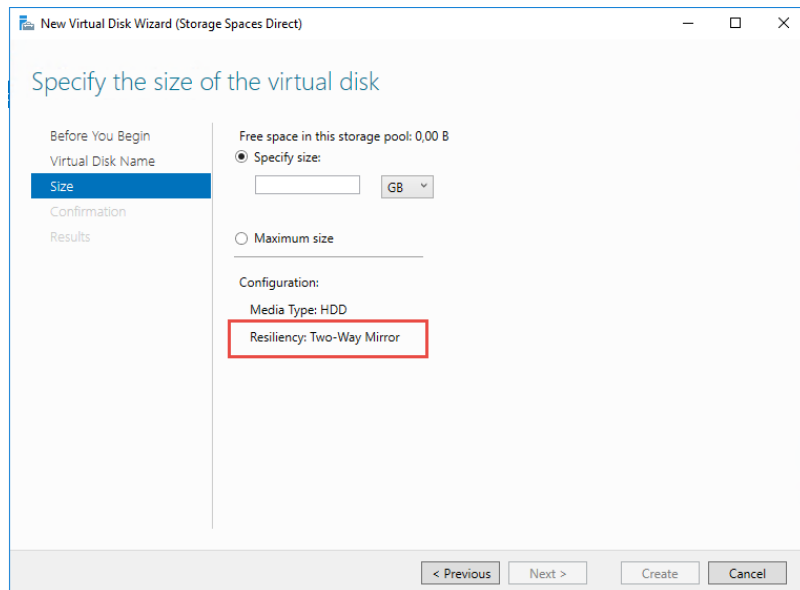 New Virtual Disk Wizard (Storage Spaces Direct)
Specify the size of the virtual disk
Before You Begin
Virtual Disk Name
Size
Confirmation
Results
Free space in this storage pool: 0,00 B
Specify size:
GB
Maximum size
Configuration:
Media Type: HDD
Resiliency: Two-Way Mirror
< Previous
Next >
Create
Cancel